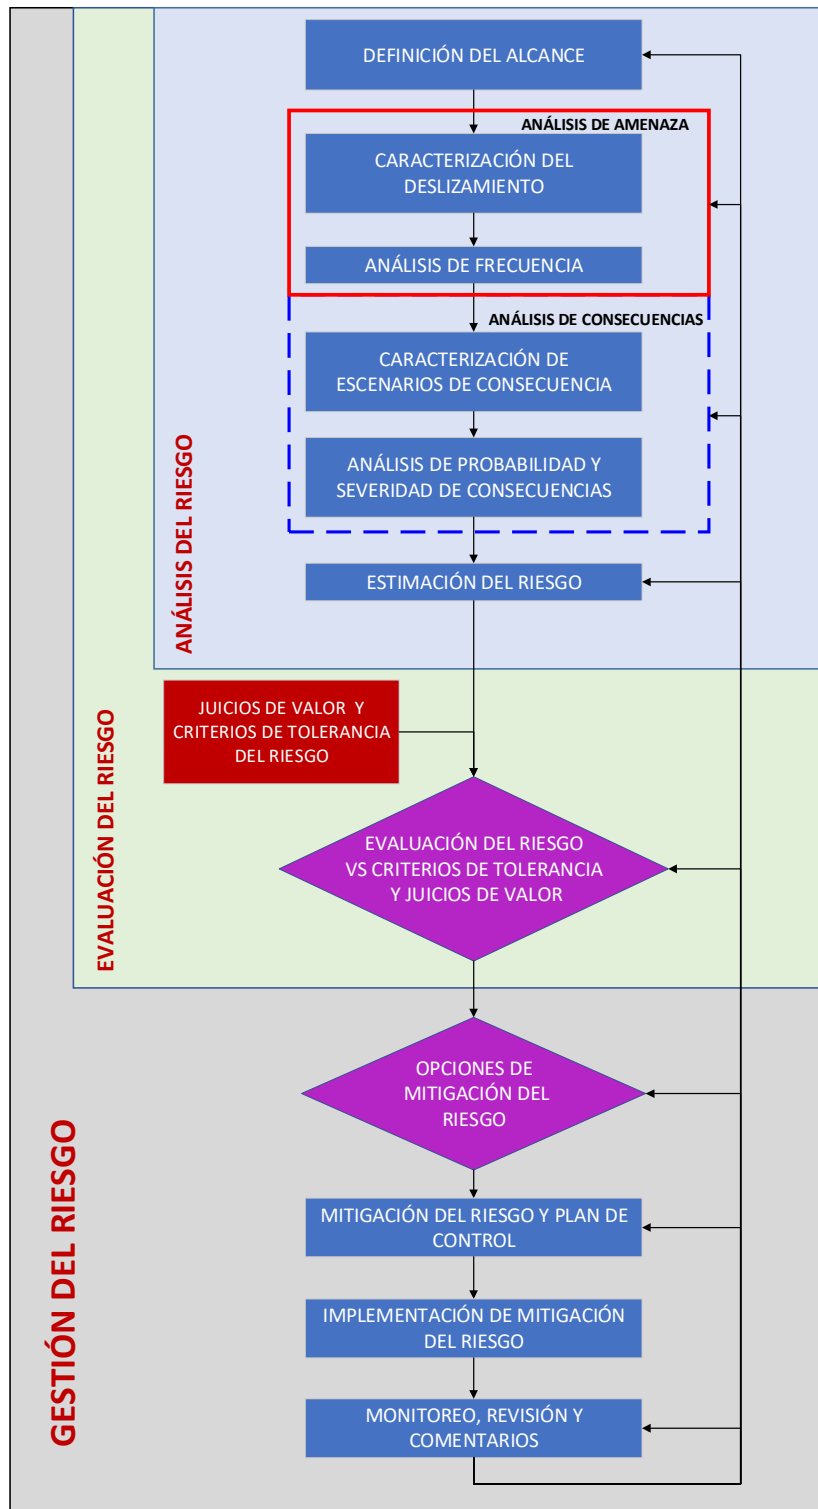 DEFINICIÓN DEL ALCANCE
ANÁLISIS DE AMENAZA
CARACTERIZACIÓN DEL
DESLIZAMIENTO
ANÁLISIS DE FRECUENCIA
ANÁLISIS DE CONSECUENCIAS
CARACTERIZACIÓN DE
ESCENARIOS DE CONSECUENCIA
ANÁLISIS DE PROBABILIDAD Y
SEVERIDAD DE CONSECUENCIAS
ESTIMACIÓN DEL RIESGO
ANÁLISIS DEL RIESGO
JUICIOS DE VALOR Y
CRITERIOS DE TOLERANCIA
DEL RIESGO
EVALUACIÓN DEL RIESGO
VS CRITERIOS DE TOLERANCIA
Y JUICIOS DE VALOR
EVALUACIÓN DEL RIESGO
OPCIONES DE
MITIGACIÓN DEL
RIESGO
MITIGACIÓN DEL RIESGO Y PLAN DE
CONTROL
IMPLEMENTACIÓN DE MITIGACIÓN
DEL RIESGO
MONITOREO, REVISIÓN Y
COMENTARIOS
GESTIÓN DEL RIESGO